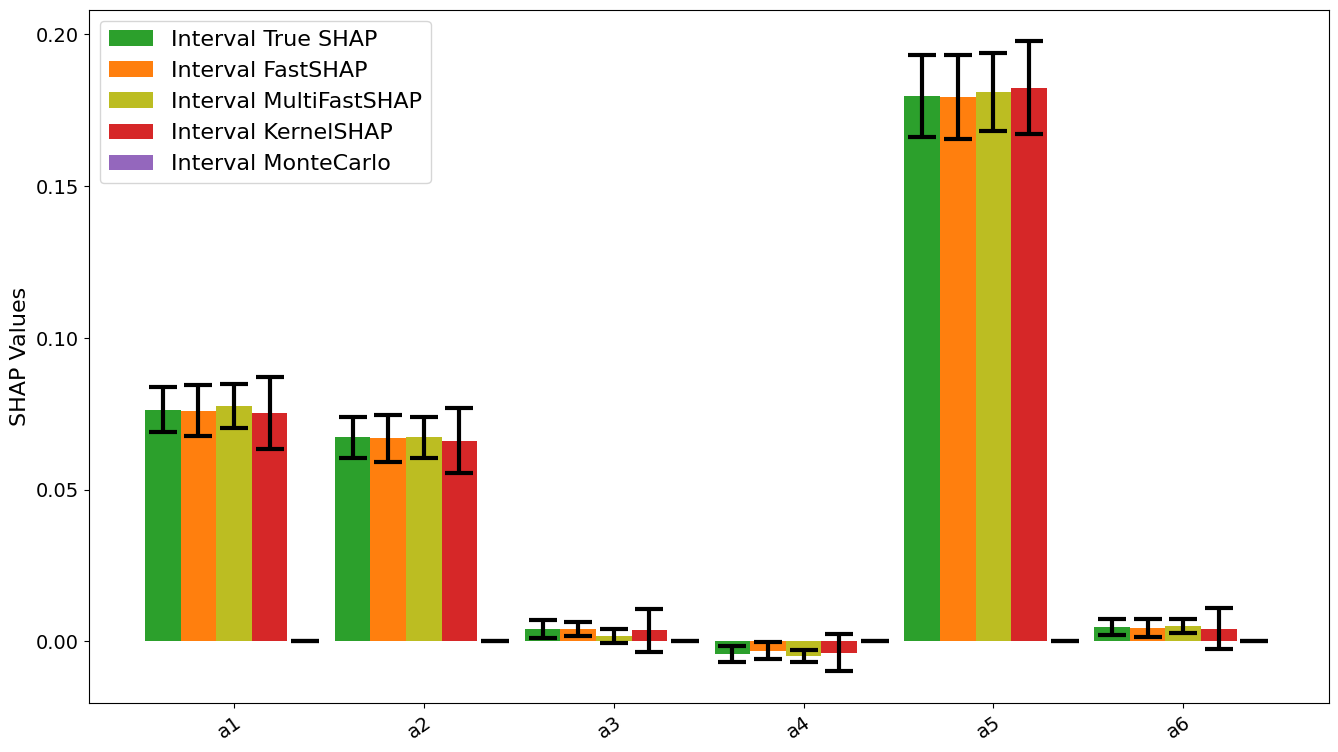 Interval True SHAP
Interval FastSHAP
Interval MultiFastSHAP
Interval KernelSHAP
Interval MonteCarlo
SHAP Values
0.20
0.15
0.10
0.05
0.00
a1 a2 a3 a4 a5 a6